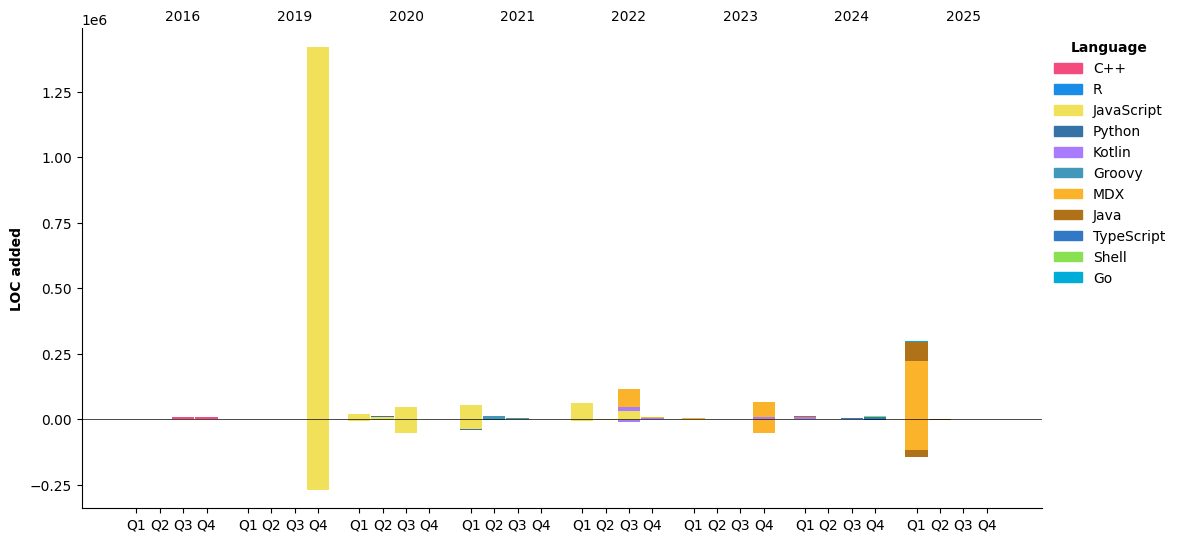 2016 2019 2020 2021 2022 2023 2024 2025
1e6
1.25
1.00
0.75
0.50
0.25
0.00
−0.25
LOC added
Q1 Q2 Q3 Q4 Q1 Q2 Q3 Q4 Q1 Q2 Q3 Q4 Q1 Q2 Q3 Q4 Q1 Q2 Q3 Q4 Q1 Q2 Q3 Q4 Q1 Q2 Q3 Q4 Q1 Q2 Q3 Q4
Language
C++
R
JavaScript
Python
Kotlin
Groovy
MDX
Java
TypeScript
Shell
Go